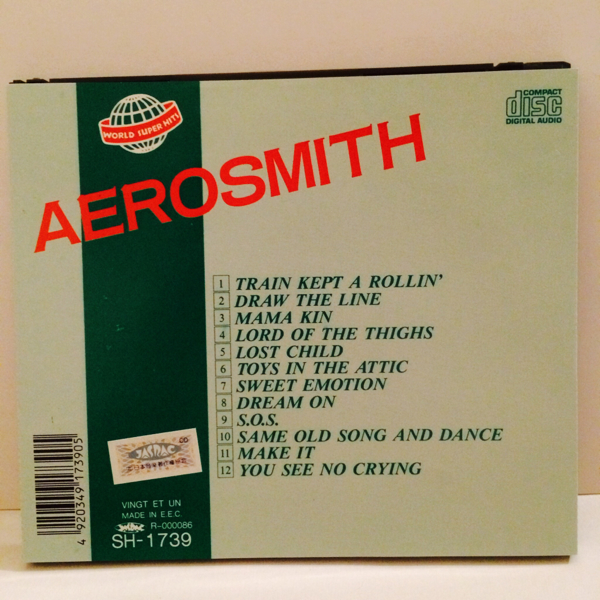 WORLD SUPER HITS
COMPACT
disc
DIGITAL AUDIO
AEROSMITH
1 TRAIN KEPT A ROLLIN'
2 DRAW THE LINE
3 MAMA KIN
4 LORD OF THE THIGHS
5 LOST CHILD
6 TOYS IN THE ATTIC
7 SWEET EMOTION
8 DREAM ON
9 S.O.S.
10 SAME OLD SONG AND DANCE
11 MAKE IT
12 YOU SEE NO CRYING
JASRAC
VINGT ET UN
MADE IN E.E.C.
JASRAC R-000086
SH-1739
4 920349 173905